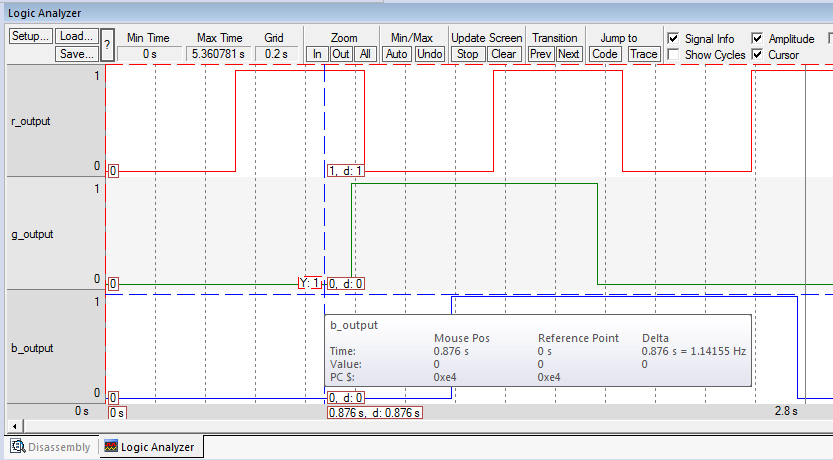 Logic Analyzer
Setup... Load... ? Min Time Max Time Grid Zoom Min/Max Update Screen Transition Jump to Signal Info Amplitude
Save... 0 s 5.360781 s 0.2 s In Out All Auto Undo Stop Clear Prev Next Code Trace Show Cycles Cursor
1
r_output
0 0 1, d: 1
1
g_output
0 0 Y: 1 0, d: 0
1
b_output
b_output
Mouse Pos Reference Point Delta
Time: 0.876 s 0 s 0.876 s = 1.14155 Hz
Value: 0 0 0
PC $: 0xe4 0xe4
0 0 0, d: 0
0 s 0 s 0.876 s, d: 0.876 s 2.8 s
Disassembly Logic Analyzer